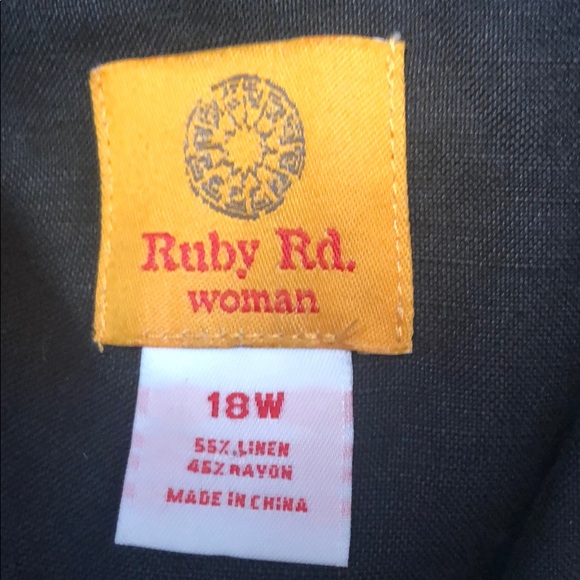 Ruby Rd.
woman
18W
55% LINEN
45% RAYON
MADE IN CHINA